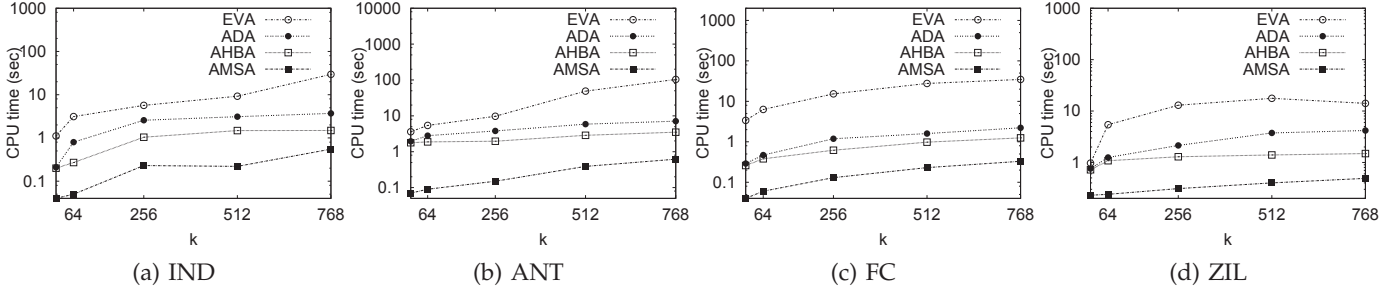 1000
100
10
1
0.1
CPU time (sec)
EVA
ADA
AHBA
AMSA
64
256
512
768
k
(a) IND
10000
1000
100
10
1
0.1
CPU time (sec)
EVA
ADA
AHBA
AMSA
64
256
512
768
k
(b) ANT
1000
100
10
1
0.1
CPU time (sec)
EVA
ADA
AHBA
AMSA
64
256
512
768
k
(c) FC
1000
100
10
1
CPU time (sec)
EVA
ADA
AHBA
AMSA
64
256
512
768
k
(d) ZIL